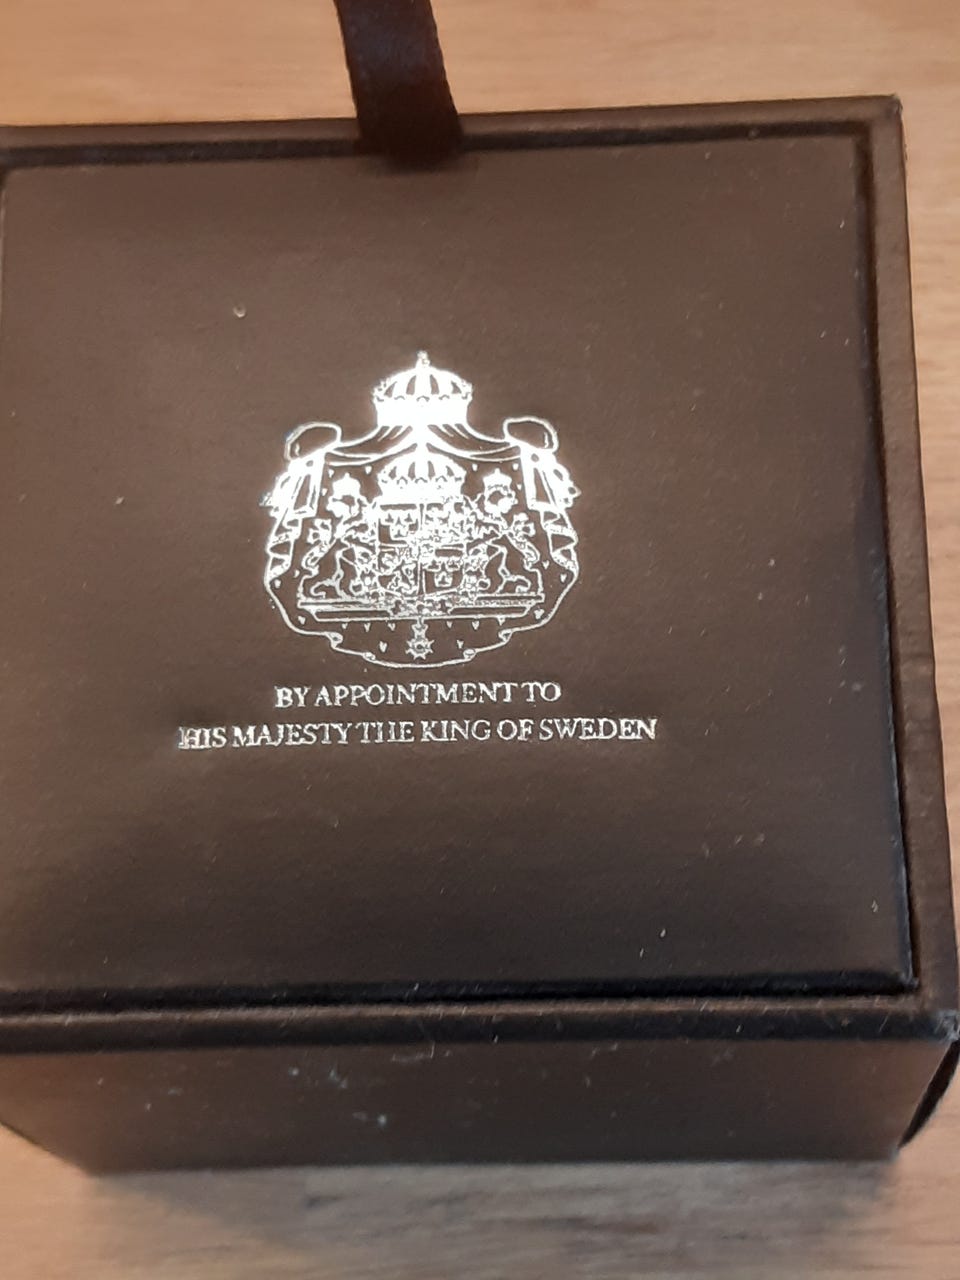 BY APPOINTMENT TO
HIS MAJESTY THE KING OF SWEDEN